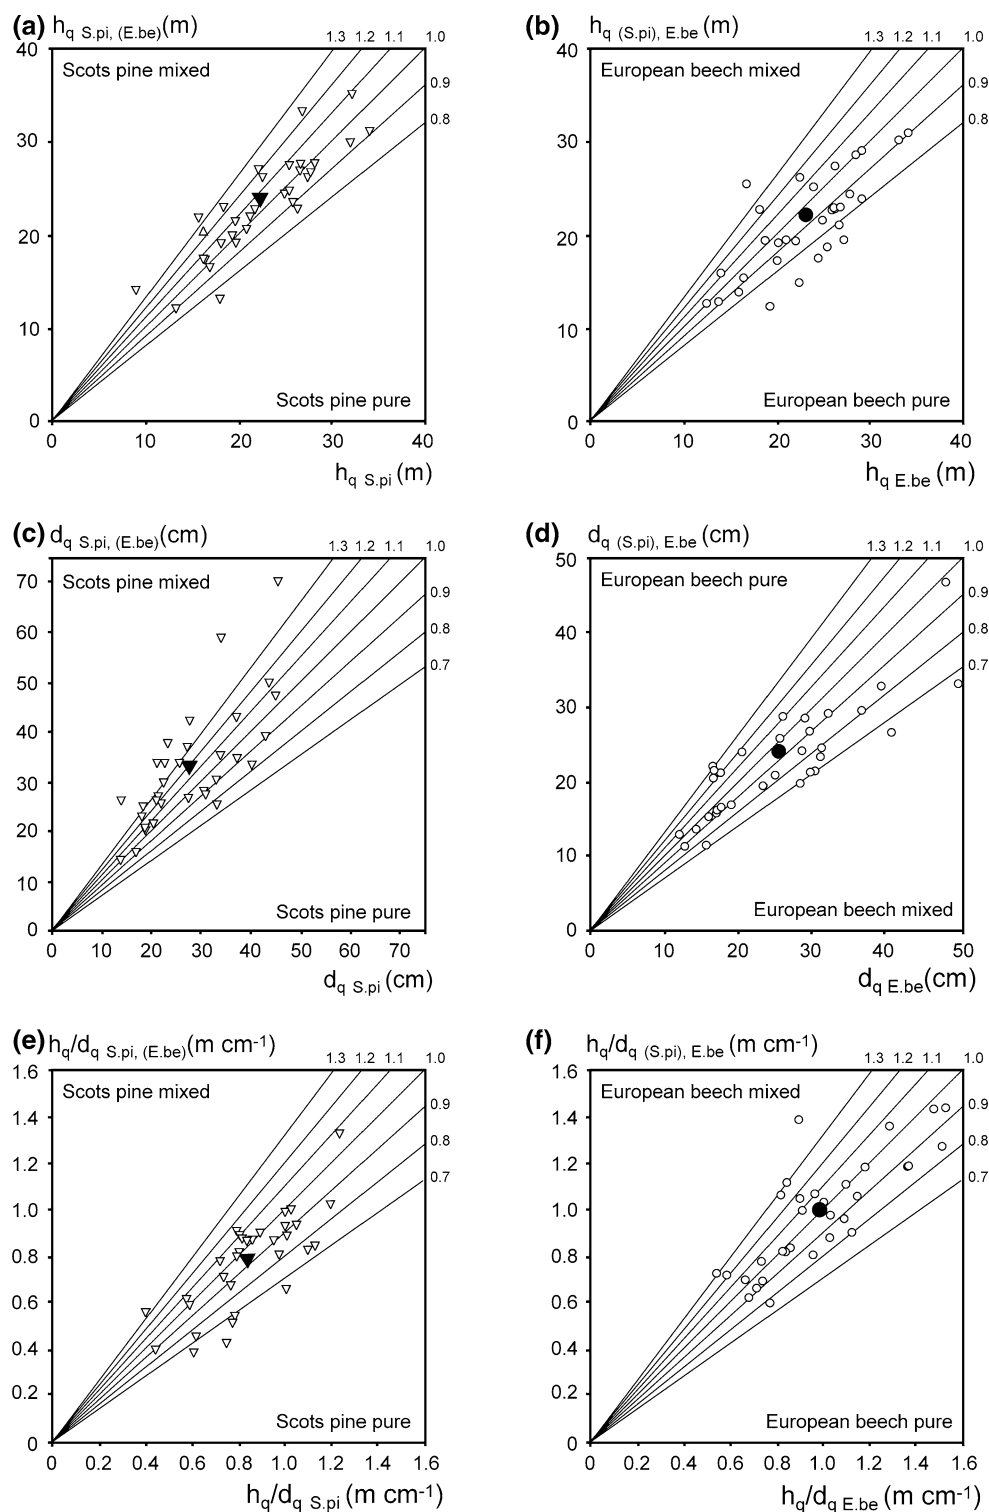 (a) h_q S.pi, (E.be) (m)
1.3 1.2 1.1 1.0
40
Scots pine mixed
0.9
0.8
30
20
10
Scots pine pure
0
0 10 20 30 40
h_q S.pi (m)
(b) h_q (S.pi), E.be (m)
1.3 1.2 1.1 1.0
40
European beech mixed
0.9
0.8
30
20
10
European beech pure
0
0 10 20 30 40
h_q E.be (m)
(c) d_q S.pi, (E.be) (cm)
1.3 1.2 1.1 1.0
70
Scots pine mixed
0.9
60
0.8
0.7
50
40
30
20
10
Scots pine pure
0
0 10 20 30 40 50 60 70
d_q S.pi (cm)
(d) d_q (S.pi), E.be (cm)
1.3 1.2 1.1 1.0
50
European beech pure
0.9
40
0.8
0.7
30
20
10
European beech mixed
0
0 10 20 30 40 50
d_q E.be (cm)
(e) h_q/d_q S.pi, (E.be) (m cm-1)
1.3 1.2 1.1 1.0
1.6
Scots pine mixed
0.9
1.4
0.8
1.2
0.7
1.0
0.8
0.6
0.4
0.2
Scots pine pure
0
0 0.2 0.4 0.6 0.8 1.0 1.2 1.4 1.6
h_q/d_q S.pi (m cm-1)
(f) h_q/d_q (S.pi), E.be (m cm-1)
1.3 1.2 1.1 1.0
1.6
European beech mixed
0.9
1.4
0.8
1.2
0.7
1.0
0.8
0.6
0.4
0.2
European beech pure
0
0 0.2 0.4 0.6 0.8 1.0 1.2 1.4 1.6
h_q/d_q E.be (m cm-1)